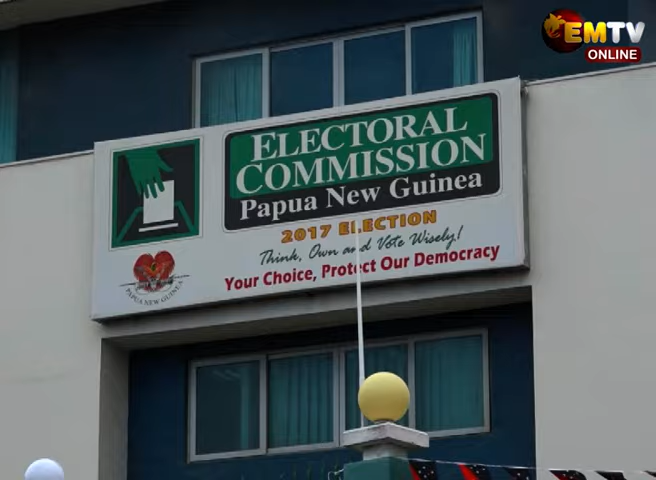 EMTV
ONLINE
ELECTORAL
COMMISSION
Papua New Guinea
2017 ELECTION
Think, Own and Vote Wisely!
Your Choice, Protect Our Democracy
PAPUA NEW GUINEA